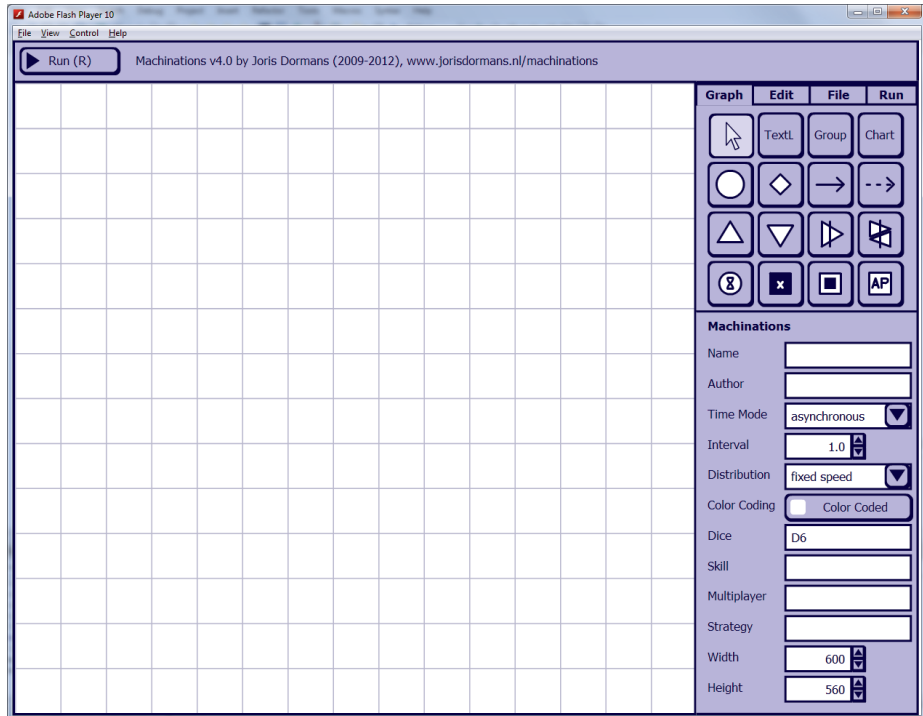 Adobe Flash Player 10
File View Control Help
Run (R)
Machinations v4.0 by Joris Dormans (2009-2012), www.jorisdormans.nl/machinations
Graph Edit File Run
TextL Group Chart
x AP
Machinations
Name
Author
Time Mode asynchronous
Interval 1.0
Distribution fixed speed
Color Coding Color Coded
Dice D6
Skill
Multiplayer
Strategy
Width 600
Height 560